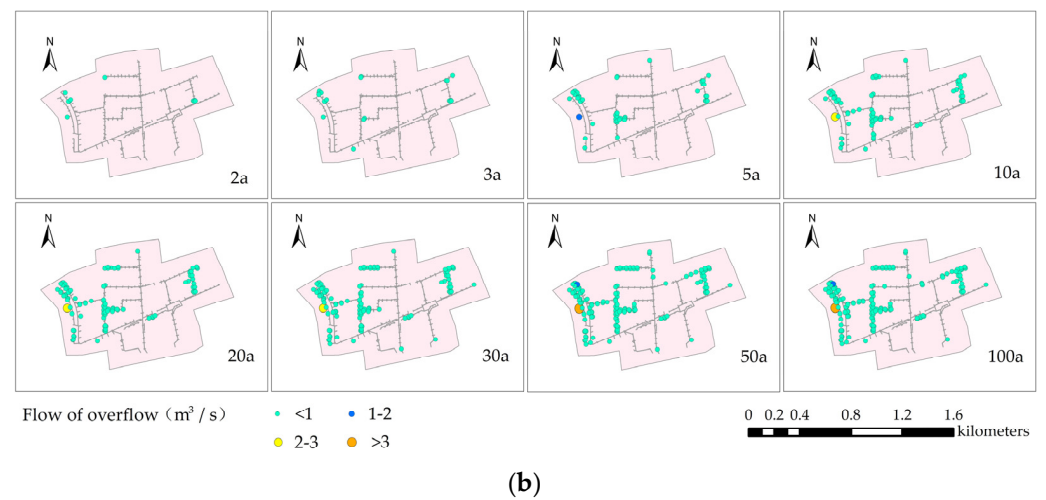 N N N N
2a 3a 5a 10a
N N N N
20a 30a 50a 100a
Flow of overflow（m³ / s） <1 1-2 0 0.2 0.4 0.8 1.2 1.6
2-3 >3 kilometers
(b)